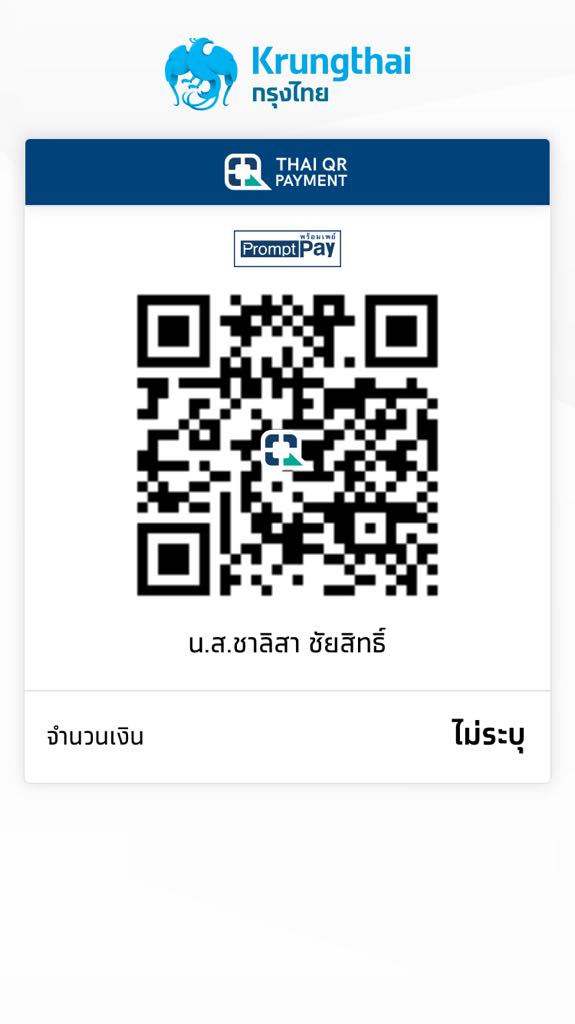 Krungthai
กรุงไทย
THAI QR
PAYMENT
พร้อมเพย์
PromptPay
น.ส.ชาลิสา ชัยสิทธิ์
จำนวนเงิน ไม่ระบุ